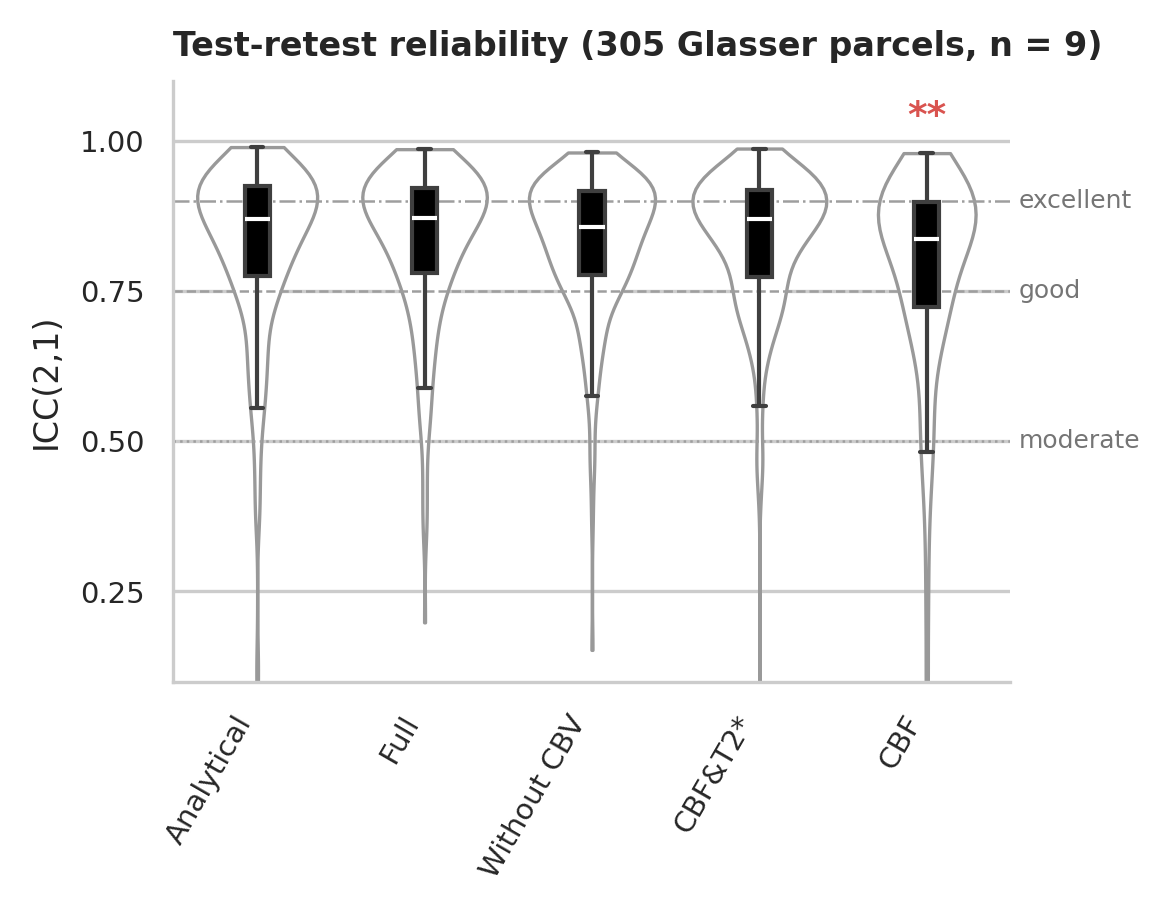 Test-retest reliability (305 Glasser parcels, n = 9)
**
1.00
excellent
0.75
good
ICC(2,1)
0.50
moderate
0.25
Analytical
Full
Without CBV
CBF&T2*
CBF